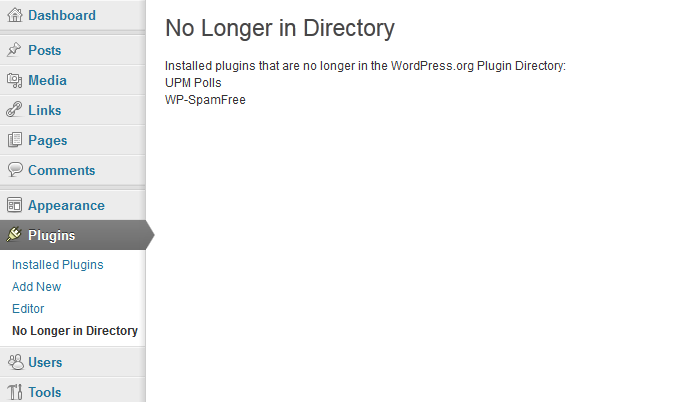 Dashboard
Posts
Media
Links
Pages
Comments
Appearance
Plugins
Installed Plugins
Add New
Editor
No Longer in Directory
Users
Tools
No Longer in Directory
Installed plugins that are no longer in the WordPress.org Plugin Directory:
UPM Polls
WP-SpamFree